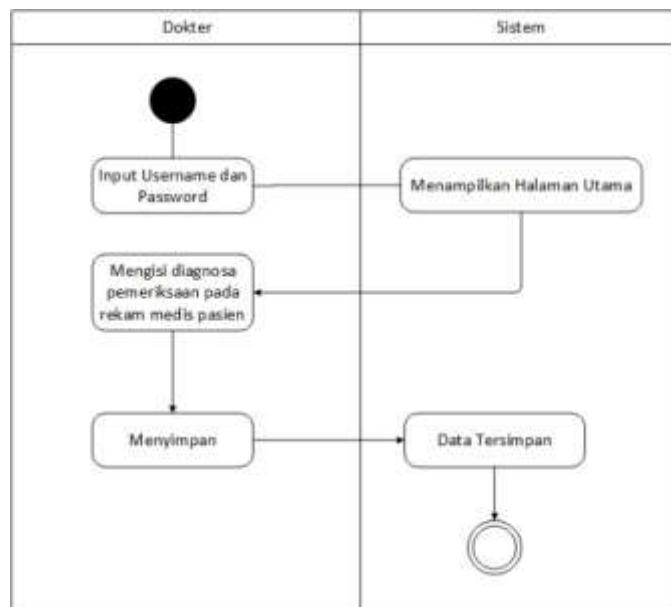 Dokter
Sistem
Input Username dan
Password
Menampilkan Halaman Utama
Mengisi diagnosa
pemeriksaan pada
rekam medis pasien
Menyimpan
Data Tersimpan